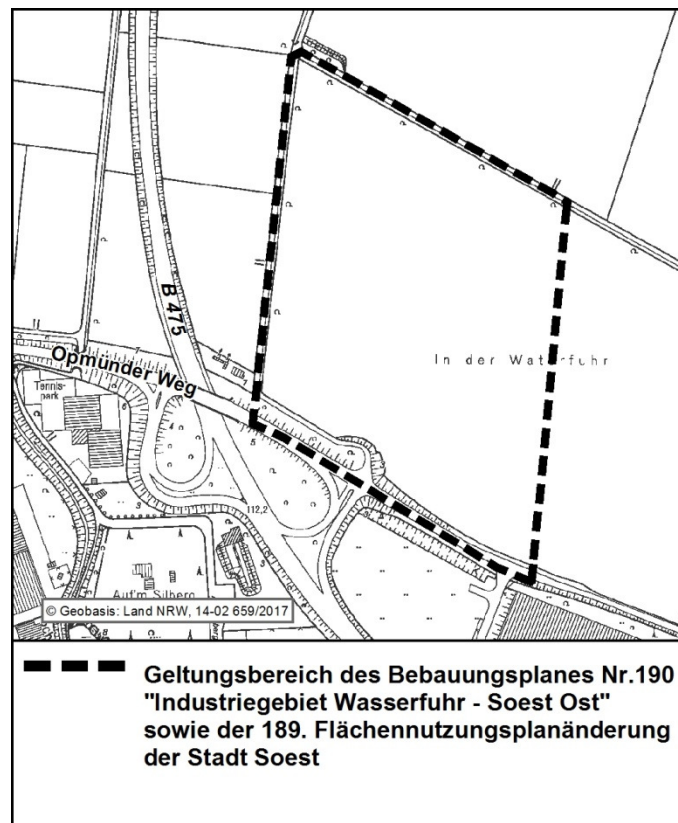 B 475
Opmünder Weg
In der Waterfuhr
Tennis-
park
112,2
Auf'm Silberg
© Geobasis: Land NRW, 14-02 659/2017
Geltungsbereich des Bebauungsplanes Nr.190
"Industriegebiet Wasserfuhr - Soest Ost"
sowie der 189. Flächennutzungsplanänderung
der Stadt Soest